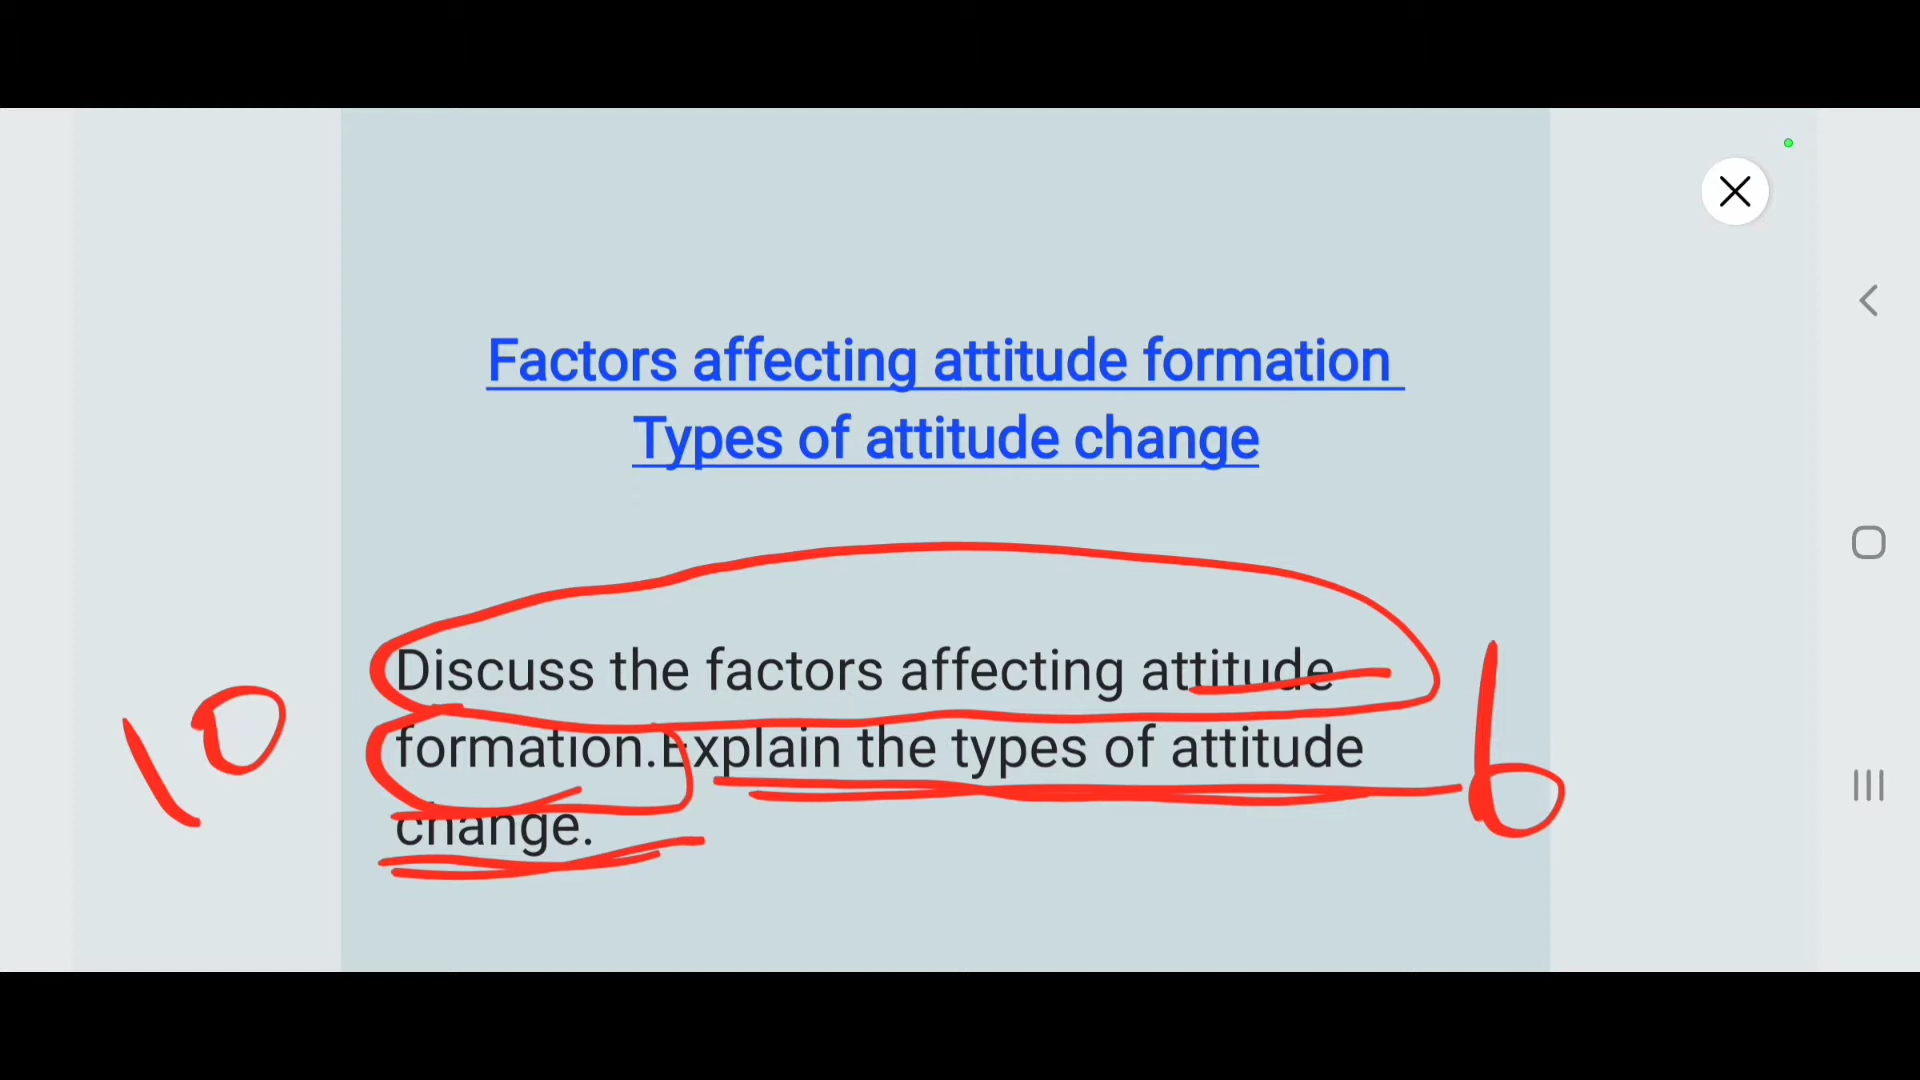 Factors affecting attitude formation
Types of attitude change
Discuss the factors affecting attitude
formation.Explain the types of attitude
change.
10
6